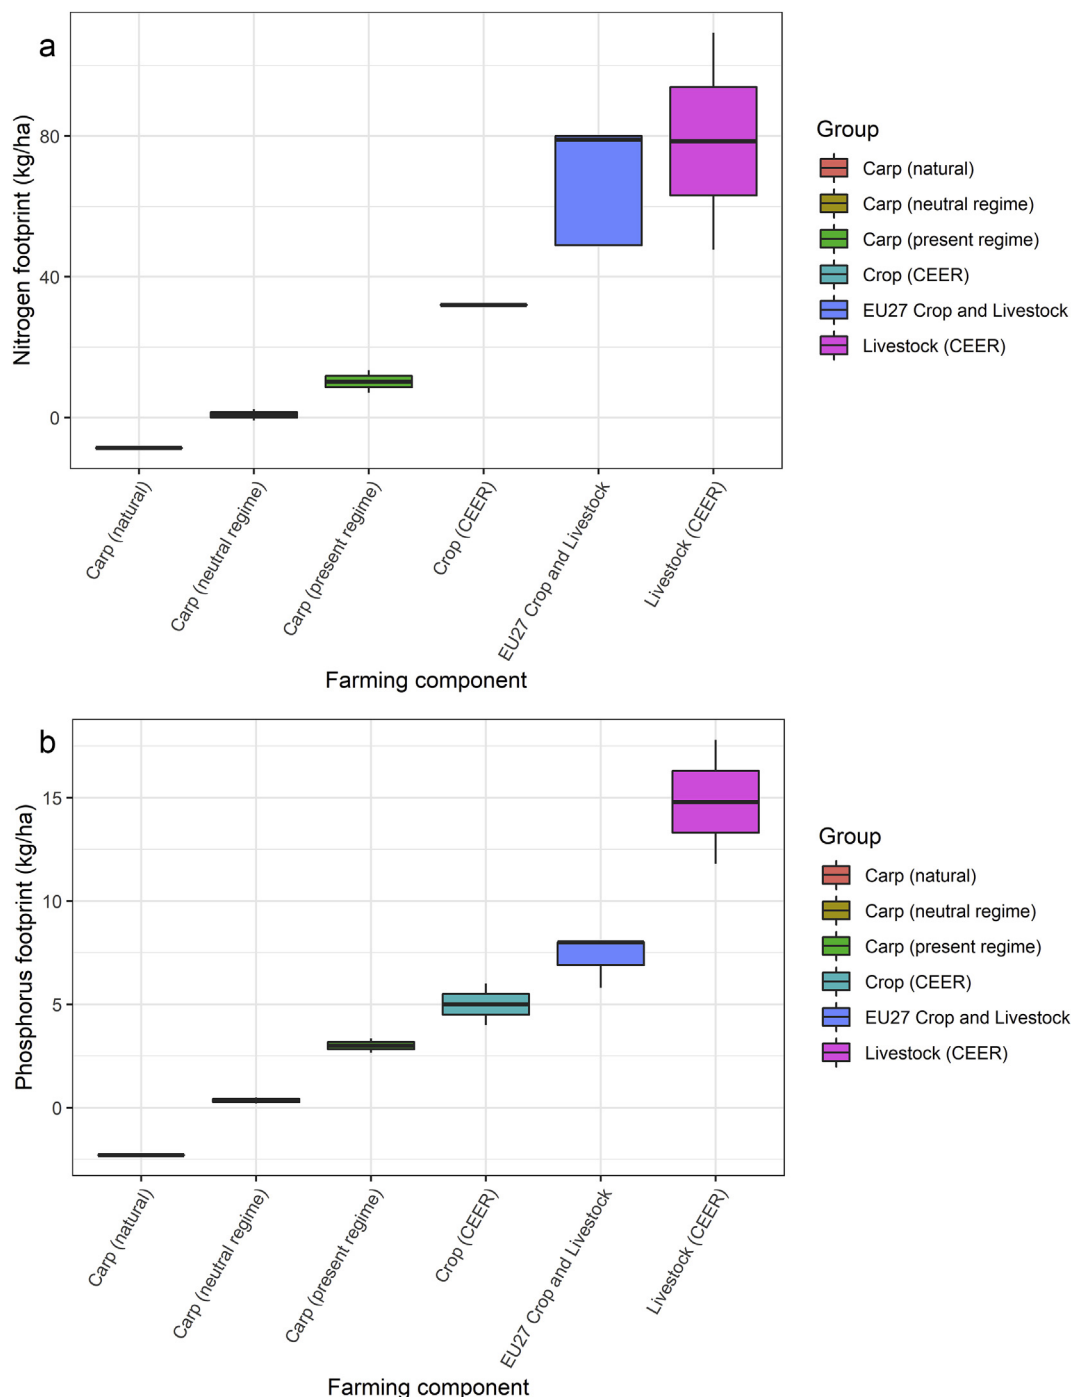 a
Nitrogen footprint (kg/ha)
80
40
0
Carp (natural)
Carp (neutral regime)
Carp (present regime)
Crop (CEER)
EU27 Crop and Livestock
Livestock (CEER)
Farming component
Group
Carp (natural)
Carp (neutral regime)
Carp (present regime)
Crop (CEER)
EU27 Crop and Livestock
Livestock (CEER)
b
Phosphorus footprint (kg/ha)
15
10
5
0
Carp (natural)
Carp (neutral regime)
Carp (present regime)
Crop (CEER)
EU27 Crop and Livestock
Livestock (CEER)
Farming component
Group
Carp (natural)
Carp (neutral regime)
Carp (present regime)
Crop (CEER)
EU27 Crop and Livestock
Livestock (CEER)